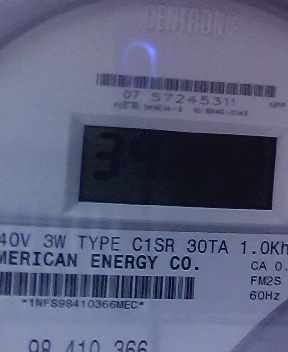 CENTRON
07 57245311
34
40V 3W TYPE C1SR 30TA 1.0Kh
MERICAN ENERGY CO.
CA 0.
FM2S
60Hz
*1NFS98410366MEC*
98 410 366